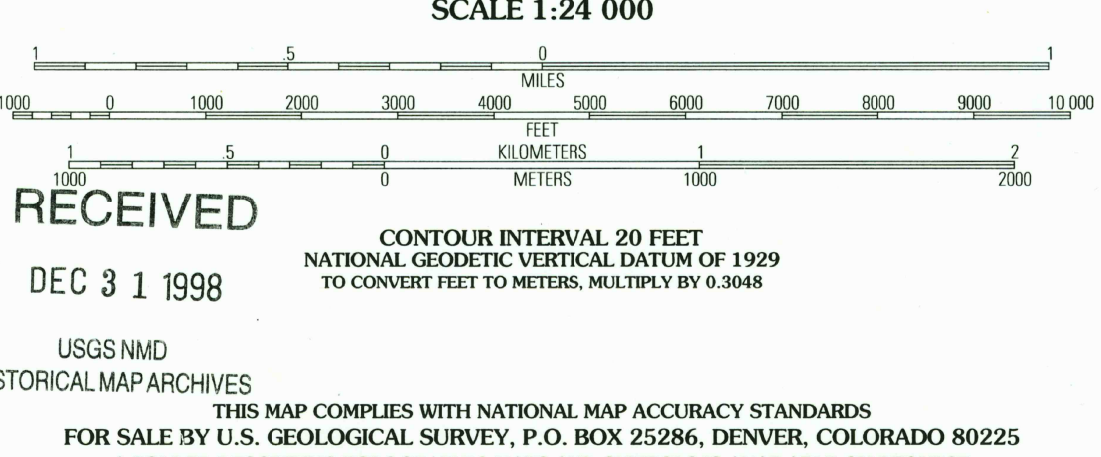 SCALE 1:24 000
1 .5 0 1
MILES
1000 0 1000 2000 3000 4000 5000 6000 7000 8000 9000 10 000
FEET
1 .5 0 KILOMETERS 1 2
1000 0 METERS 1000 2000
RECEIVED
DEC 3 1 1998
USGS NMD
STORICAL MAP ARCHIVES
CONTOUR INTERVAL 20 FEET
NATIONAL GEODETIC VERTICAL DATUM OF 1929
TO CONVERT FEET TO METERS, MULTIPLY BY 0.3048
THIS MAP COMPLIES WITH NATIONAL MAP ACCURACY STANDARDS
FOR SALE BY U.S. GEOLOGICAL SURVEY, P.O. BOX 25286, DENVER, COLORADO 80225